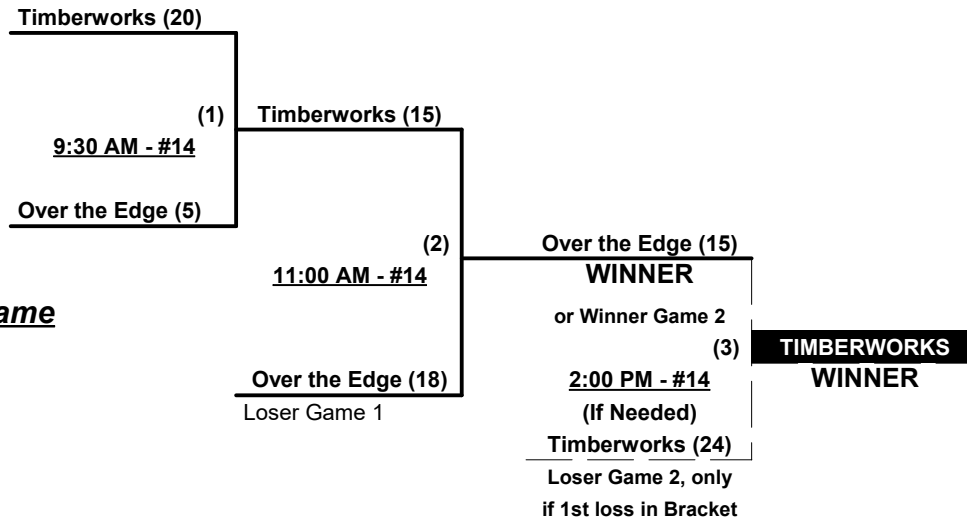 Timberworks (20)
(1)
9:30 AM - #14
Over the Edge (5)
Timberworks (15)
(2)
11:00 AM - #14
ame
Over the Edge (18)
Loser Game 1
Over the Edge (15)
WINNER
or Winner Game 2
(3)
2:00 PM - #14
(If Needed)
Timberworks (24)
Loser Game 2, only
if 1st loss in Bracket
TIMBERWORKS
WINNER